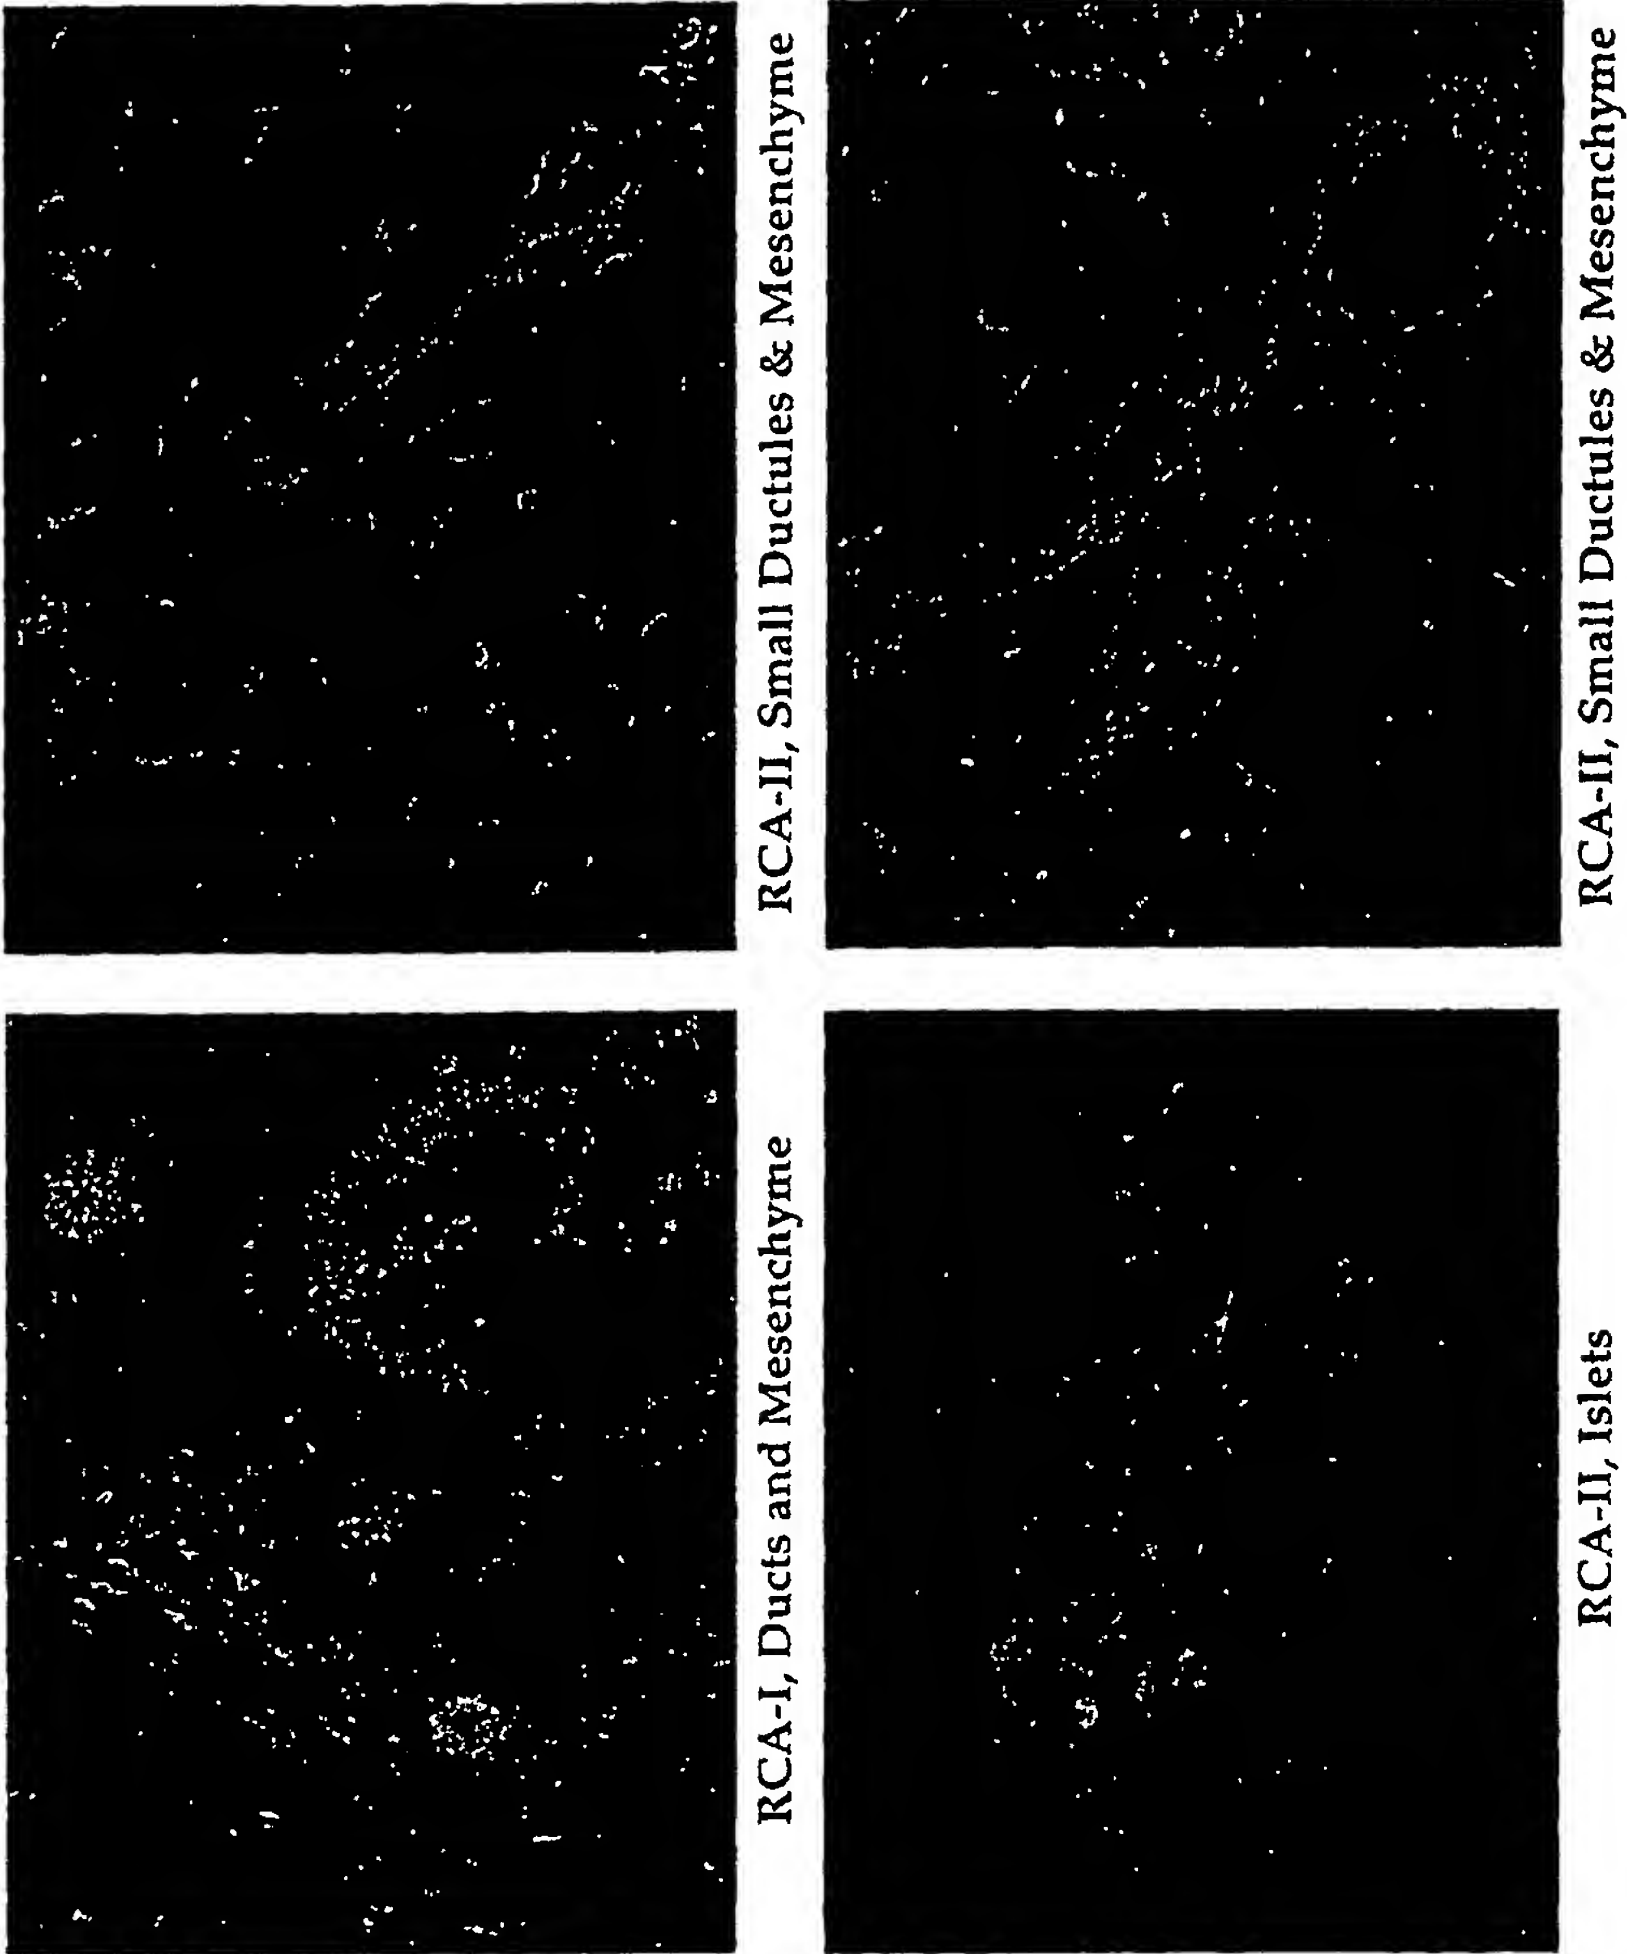 RCA-I, Ducts and Mesenchyme
RCA-II, Small Ductules & Mesenchyme
RCA-II, Islets
RCA-II, Small Ductules & Mesenchyme